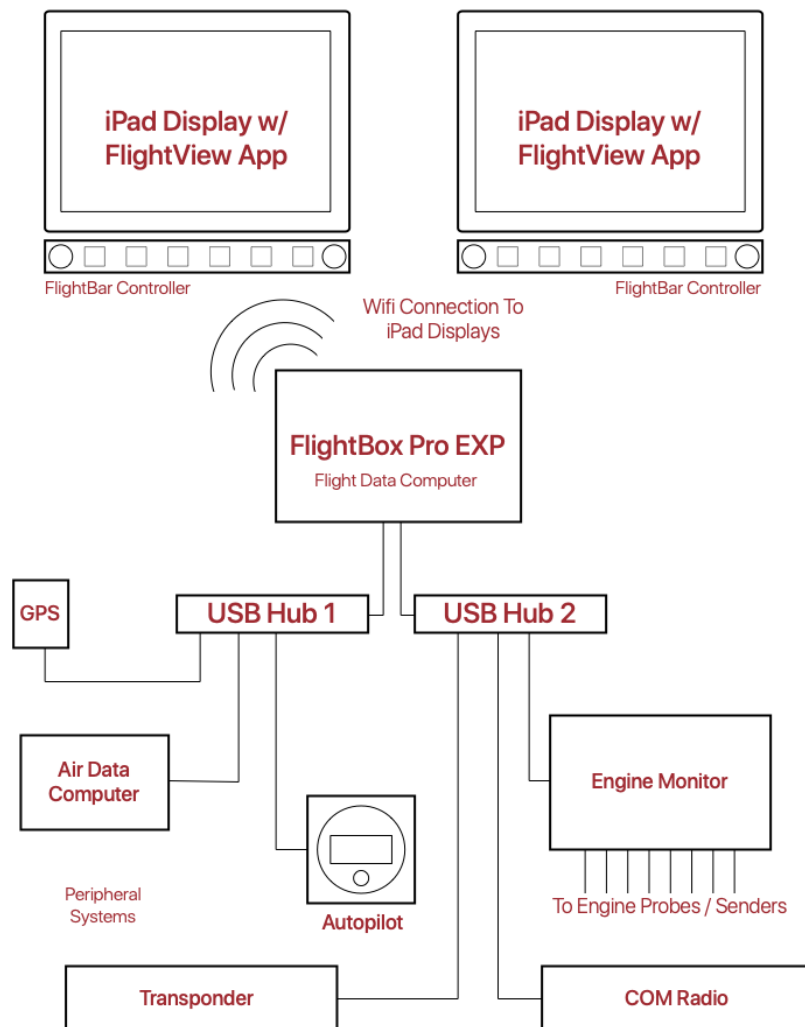 iPad Display w/
FlightView App
iPad Display w/
FlightView App
FlightBar Controller
FlightBar Controller
Wifi Connection To
iPad Displays
FlightBox Pro EXP
Flight Data Computer
GPS
USB Hub 1
USB Hub 2
Air Data
Computer
Engine Monitor
Peripheral
Systems
Autopilot
To Engine Probes / Senders
Transponder
COM Radio